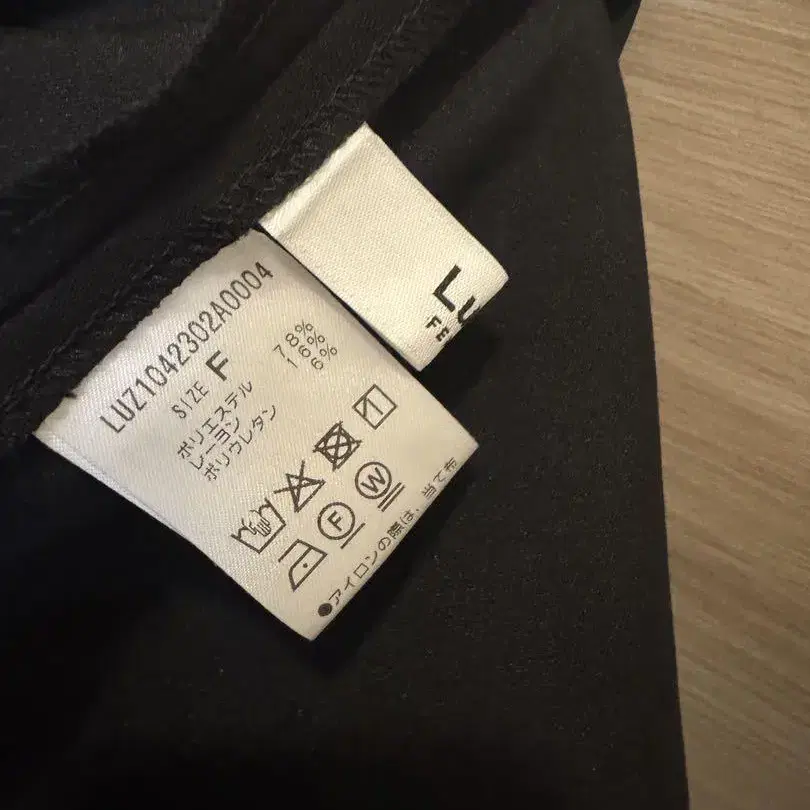 LUZ1042302A0004
SIZE F
ポリエステル 78%
レーヨン 16%
ポリウレタン 6%
F
W
●アイロンの際は、当て布
Lu
FE